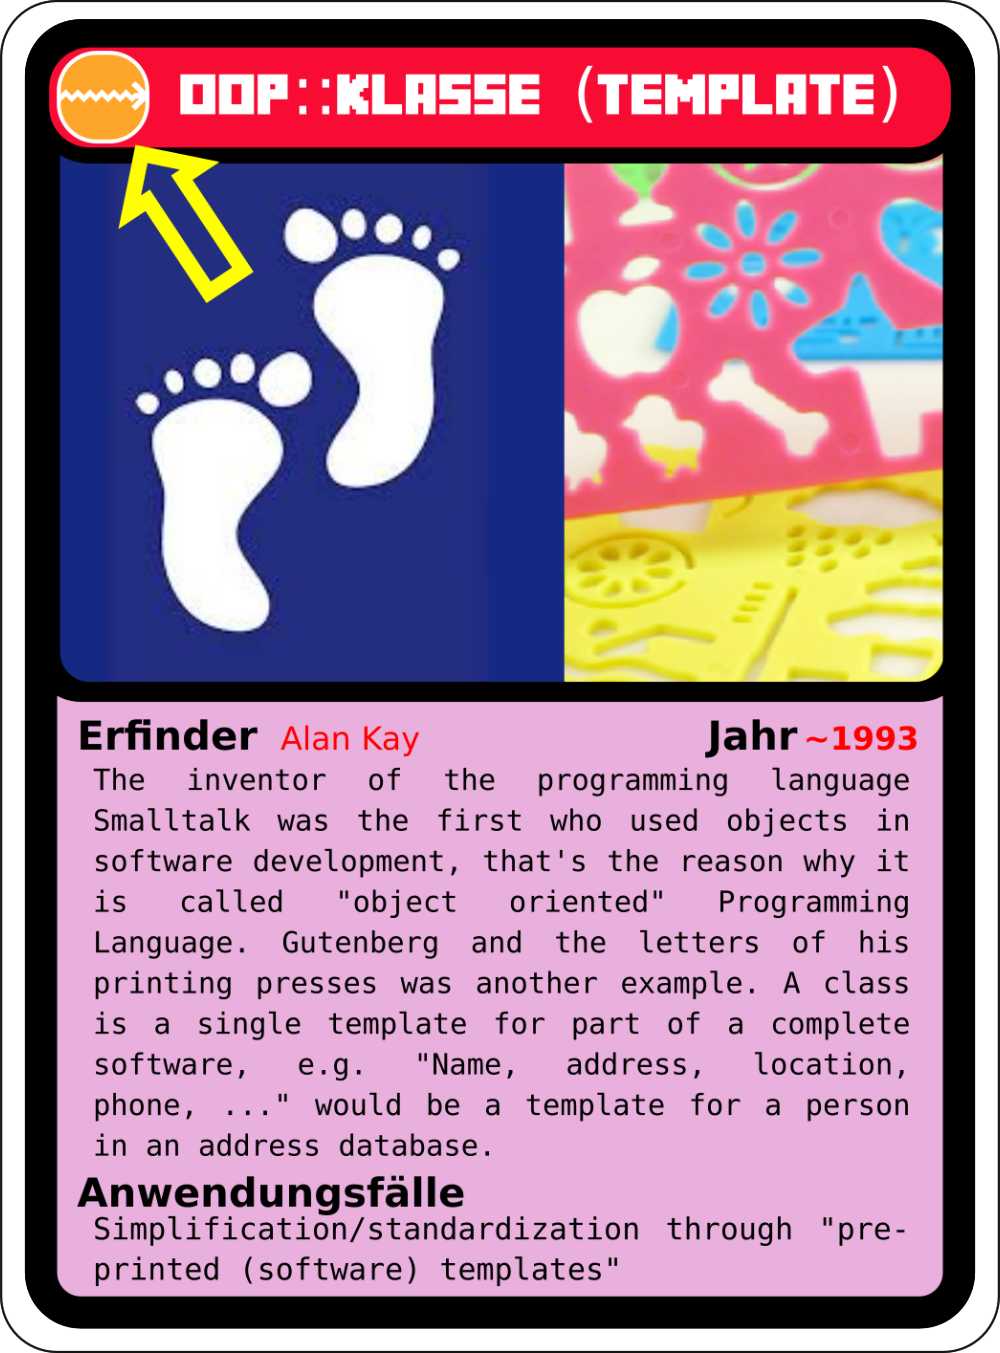 OOP::KLASSE (TEMPLATE)
Erfinder Alan Kay Jahr ~1993
The inventor of the programming language
Smalltalk was the first who used objects in
software development, that's the reason why it
is called "object oriented" Programming
Language. Gutenberg and the letters of his
printing presses was another example. A class
is a single template for part of a complete
software, e.g. "Name, address, location,
phone, ..." would be a template for a person
in an address database.
Anwendungsfälle
Simplification/standardization through "pre-
printed (software) templates"